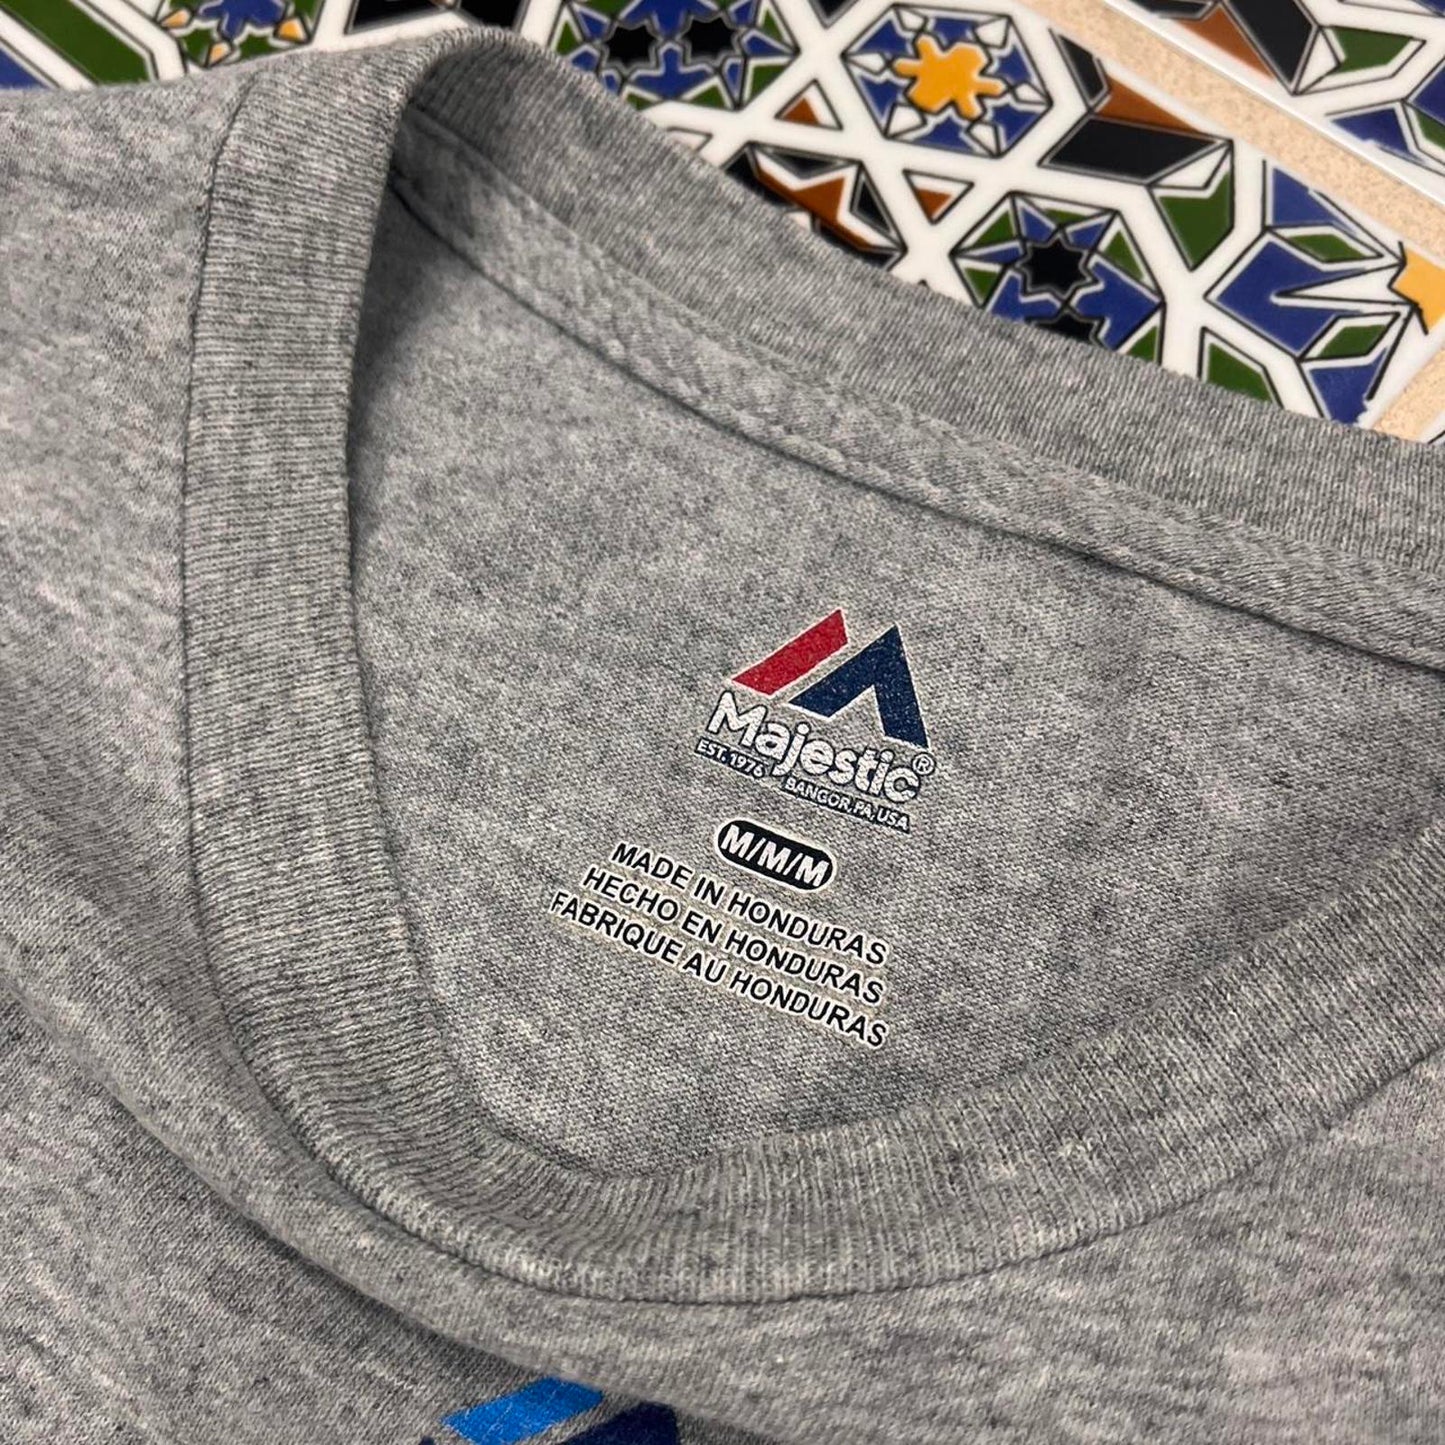 Majestic®
EST. 1976 BANGOR, PA, USA
M/M/M
MADE IN HONDURAS
HECHO EN HONDURAS
FABRIQUE AU HONDURAS